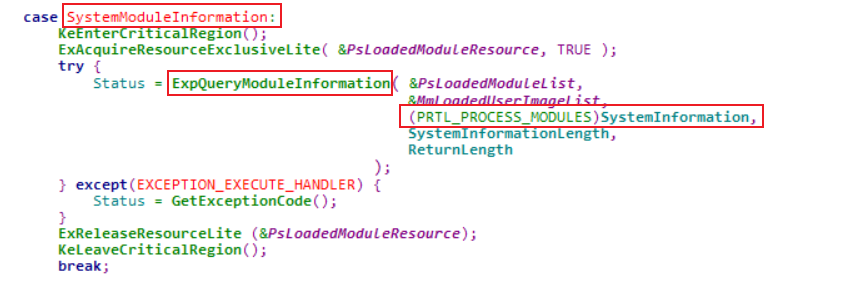 case SystemModuleInformation:
KeEnterCriticalRegion();
ExAcquireResourceExclusiveLite( &PsLoadedModuleResource, TRUE );
try {
Status = ExpQueryModuleInformation( &PsLoadedModuleList,
&MmLoadedUserImageList,
(PRTL_PROCESS_MODULES)SystemInformation,
SystemInformationLength,
ReturnLength
);
} except(EXCEPTION_EXECUTE_HANDLER) {
Status = GetExceptionCode();
}
ExReleaseResourceLite (&PsLoadedModuleResource);
KeLeaveCriticalRegion();
break;